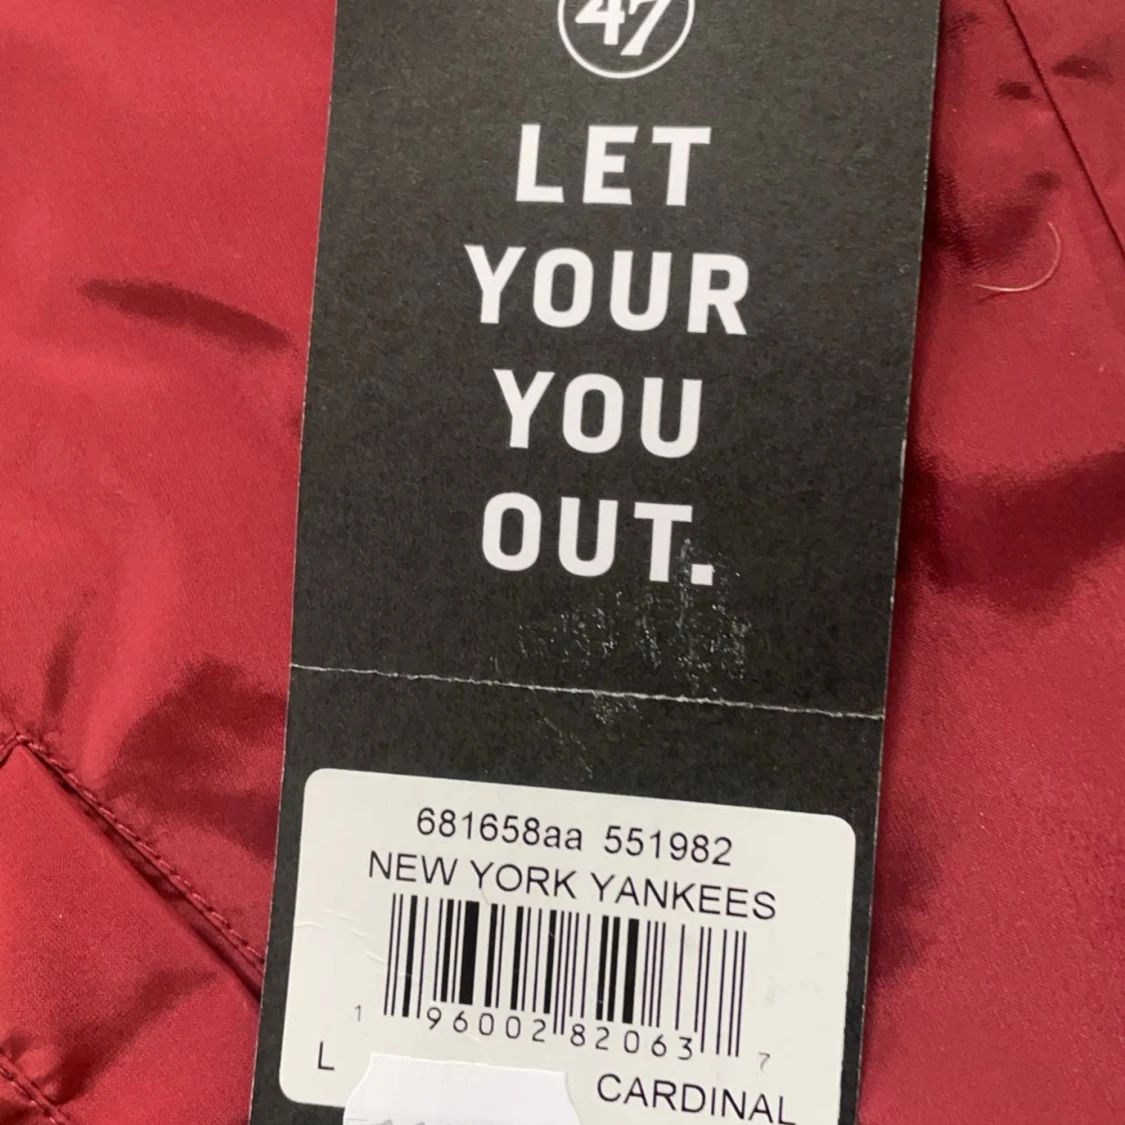 47
LET
YOUR
YOU
OUT.
681658aa 551982
NEW YORK YANKEES
1 96002 82063 7
L
CARDINAL